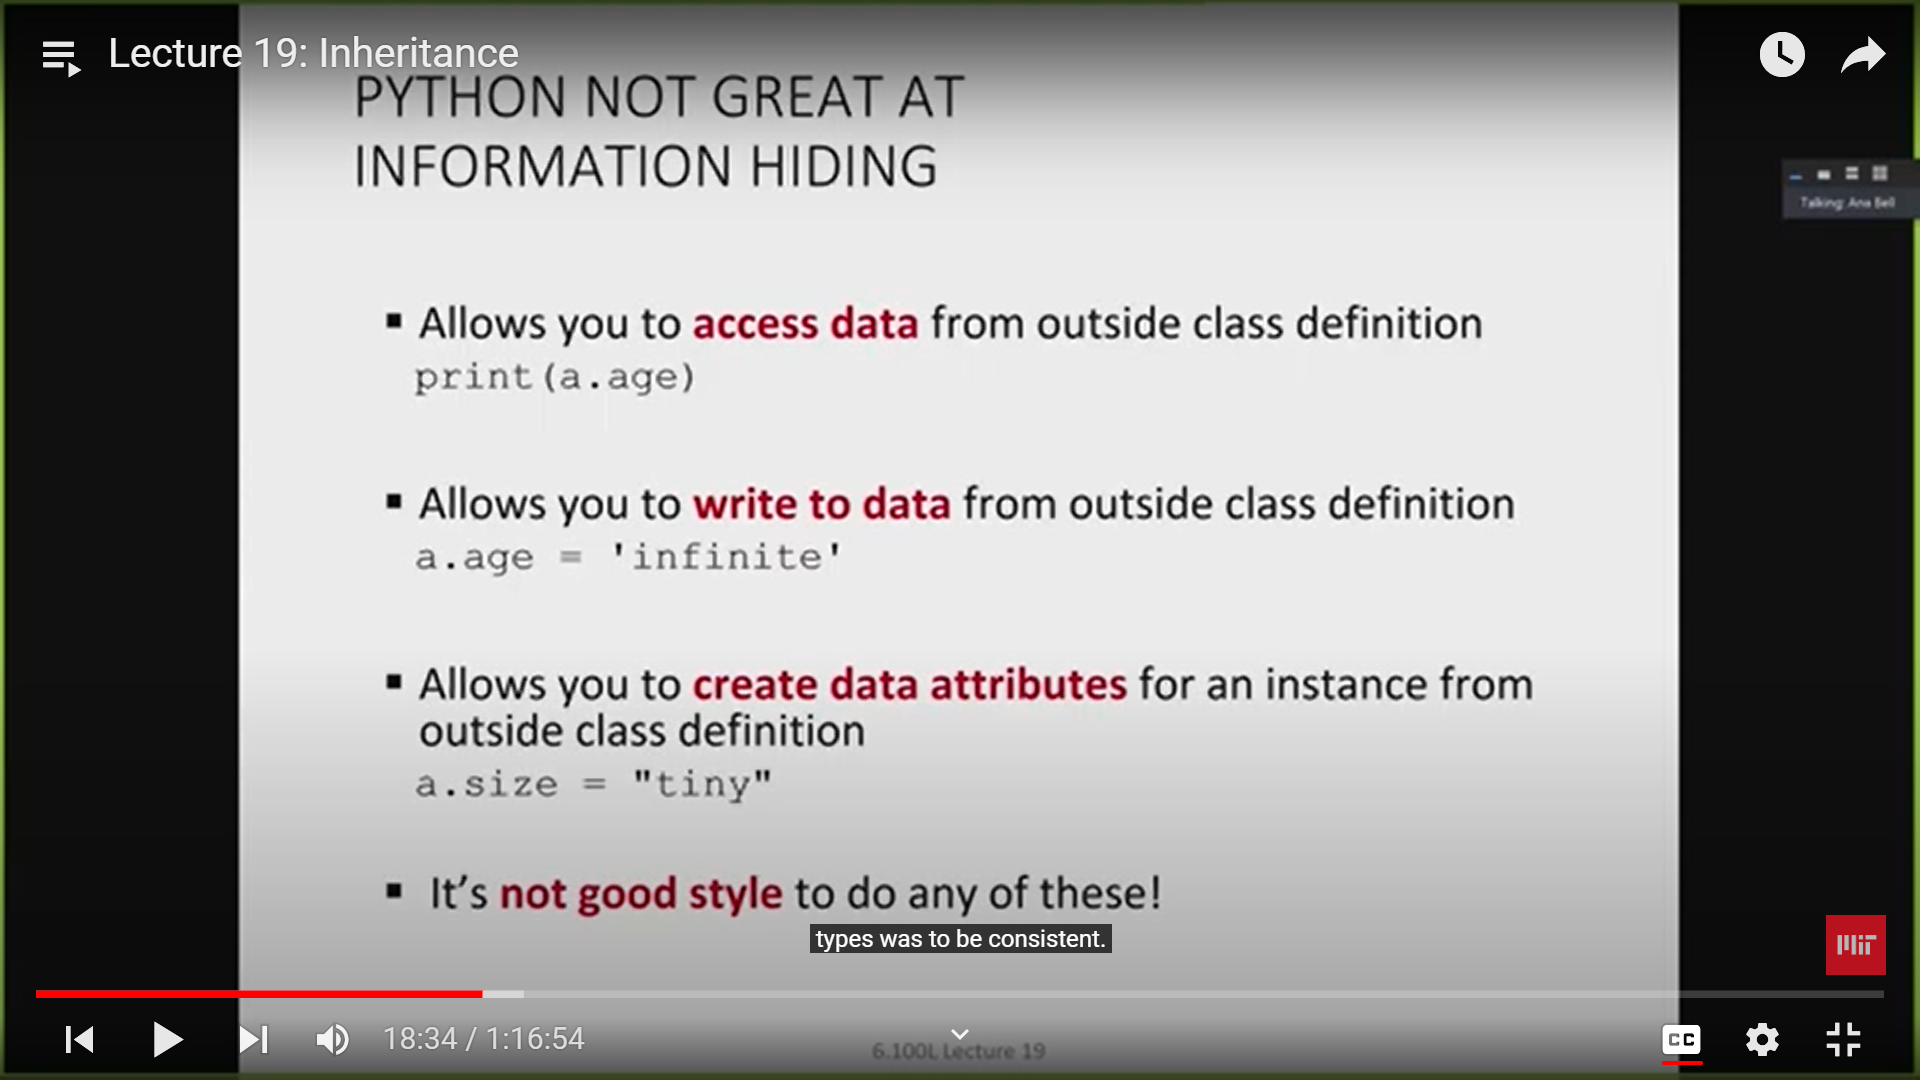 Lecture 19: Inheritance
PYTHON NOT GREAT AT
INFORMATION HIDING
Talking: Ana Bell
▪ Allows you to access data from outside class definition
print(a.age)
▪ Allows you to write to data from outside class definition
a.age = 'infinite'
▪ Allows you to create data attributes for an instance from
outside class definition
a.size = "tiny"
▪ It's not good style to do any of these!
types was to be consistent.
MIT
18:34 / 1:16:54
CC
6.100L Lecture 19